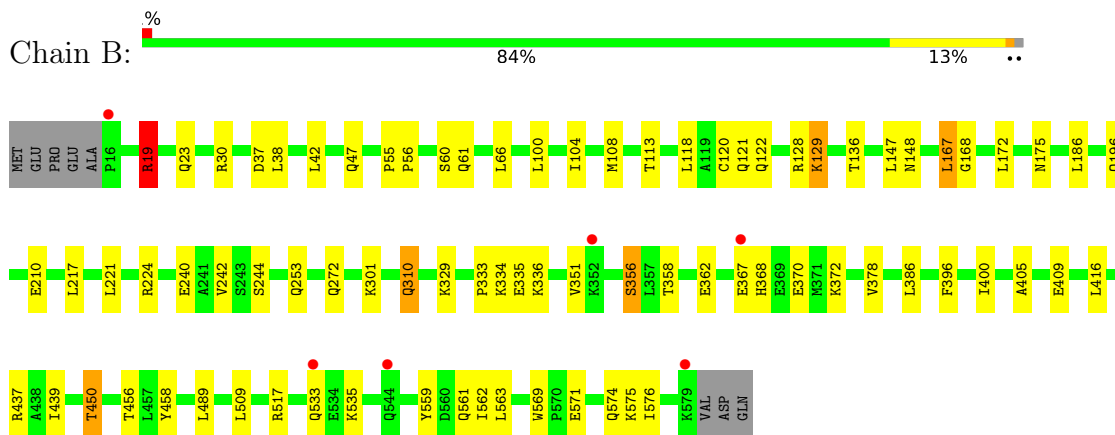 %
Chain B:
84% 13%
MET GLU PRO GLU ALA P16 R19 Q23 R30 D37 L38 L42 Q47 P55 P56 S60 Q61 L66 L100 I104 M108 T113 L118 A119 C120 Q121 Q122 R128 K129 T136 L147 N148 L167 G168 L172 N175 L186
E210 L217 L221 R224 E240 A241 V242 S243 S244 Q253 Q272 K301 Q310 K329 P333 K334 E335 K336 V351 K352 S356 L357 T358 E362 E367 H368 E369 E370 M371 K372 V378 L386 F396 I400 A405 E409 L416
R437 A438 I439 T450 T456 L457 Y458 L489 L509 R517 Q533 E534 K535 Q544 Y559 D560 Q561 I562 L563 W569 P570 E571 Q574 K575 I576 K579 VAL ASP GLN